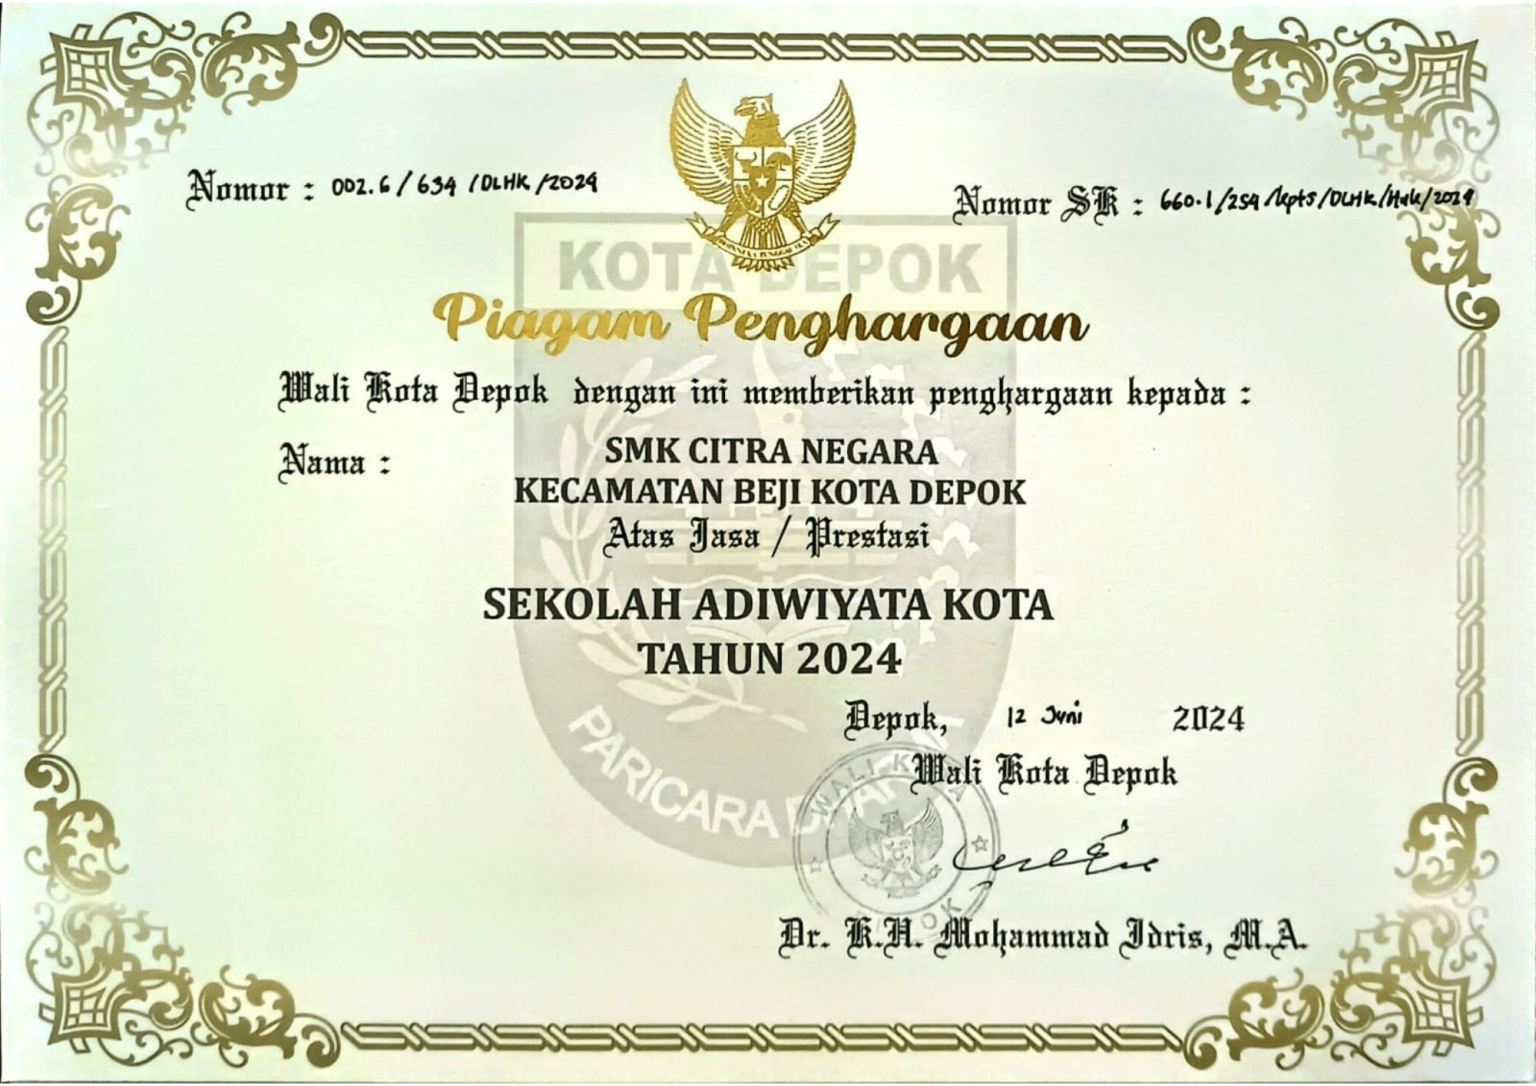 Nomor : 002.6/634/DLHK/2024
Nomor SK : 660.1/254/kpts/DLHK/Huk/2024
KOTA DEPOK
Piagam Penghargaan
Wali Kota Depok dengan ini memberikan penghargaan kepada :
Nama :
SMK CITRA NEGARA
KECAMATAN BEJI KOTA DEPOK
Atas Jasa / Prestasi
SEKOLAH ADIWIYATA KOTA
TAHUN 2024
Depok, 12 Juni 2024
PARICARA DHARMA
Wali Kota Depok
WALI KOTA
DEPOK
Dr. K.H. Mohammad Idris, M.A.